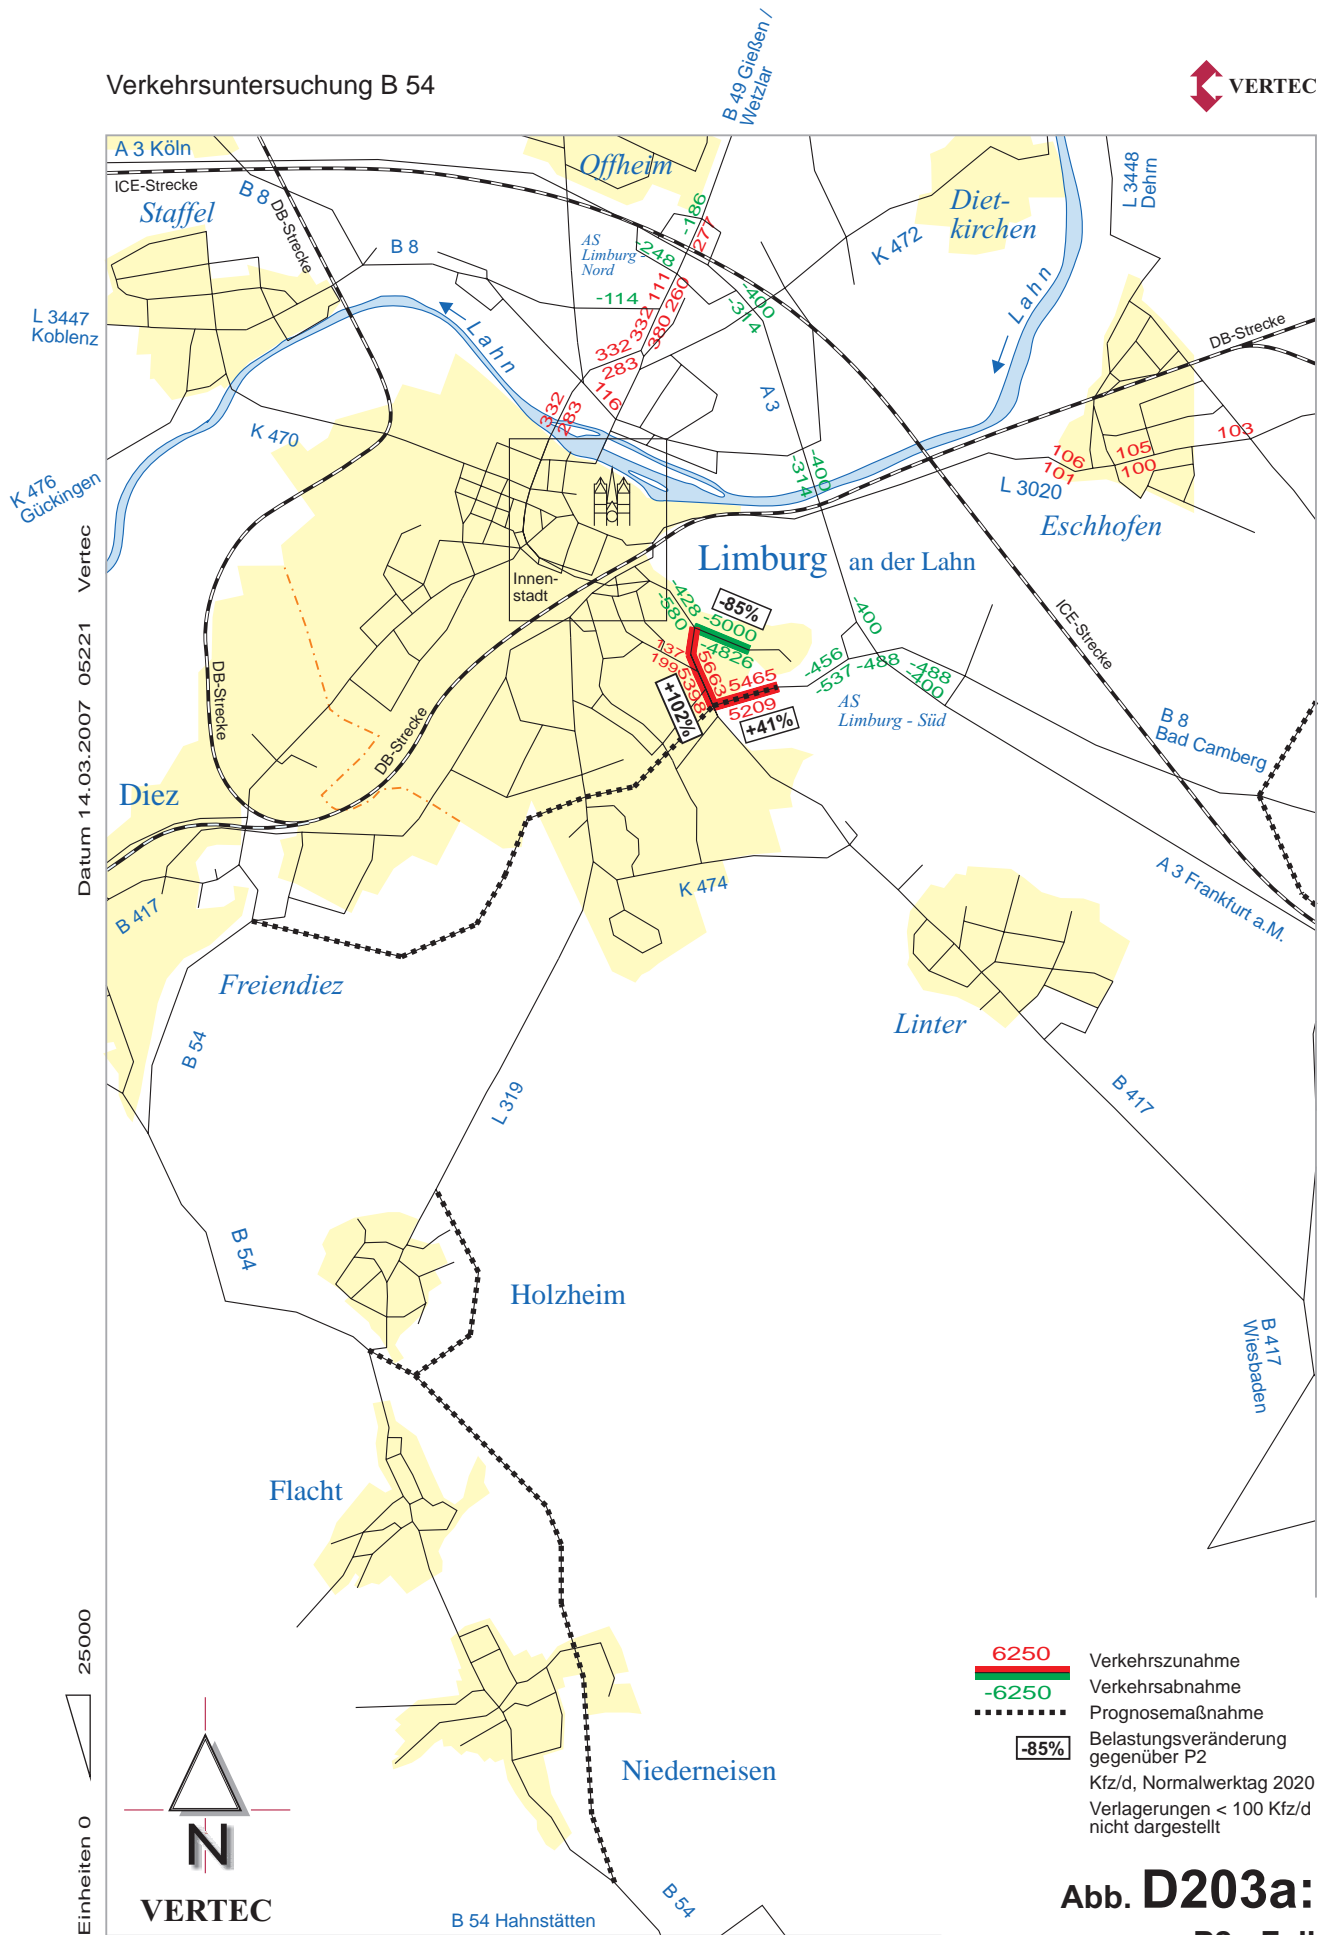 Verkehrsuntersuchung B 54
VERTEC
B 49 Gießen /
Wetzlar
A 3 Köln
ICE-Strecke
Staffel
B 8
DB-Strecke
B 8
Offheim
AS
Limburg -
Nord
-186
277
-248
-114
111
260
332
380
332
283
116
332
283
-400
-314
A 3
Diet-
kirchen
K 472
L 3448
Dehrn
Lahn
Lahn
DB-Strecke
L 3447
Koblenz
K 470
K 476
Gückingen
-400
-314
106
101
105
100
103
L 3020
Eschhofen
Limburg an der Lahn
Innen-
stadt
-428
-580
-85%
-5000
-4826
137
199
5663
5398
5465
5209
+102%
+41%
-400
-456
-537
-488
-488
-400
AS
Limburg - Süd
ICE-Strecke
B 8
Bad Camberg
A 3 Frankfurt a.M.
DB-Strecke
DB-Strecke
Diez
B 417
K 474
Freiendiez
B 54
Linter
L 319
B 417
B 54
Holzheim
B 417
Wiesbaden
Flacht
Niederneisen
B 54
B 54 Hahnstätten
Datum 14.03.2007 05221 Vertec
Einheiten 0 25000
N
VERTEC
6250
Verkehrszunahme
-6250
Verkehrsabnahme
Prognosemaßnahme
-85%
Belastungsveränderung
gegenüber P2
Kfz/d, Normalwerktag 2020
Verlagerungen < 100 Kfz/d
nicht dargestellt
Abb. D203a: